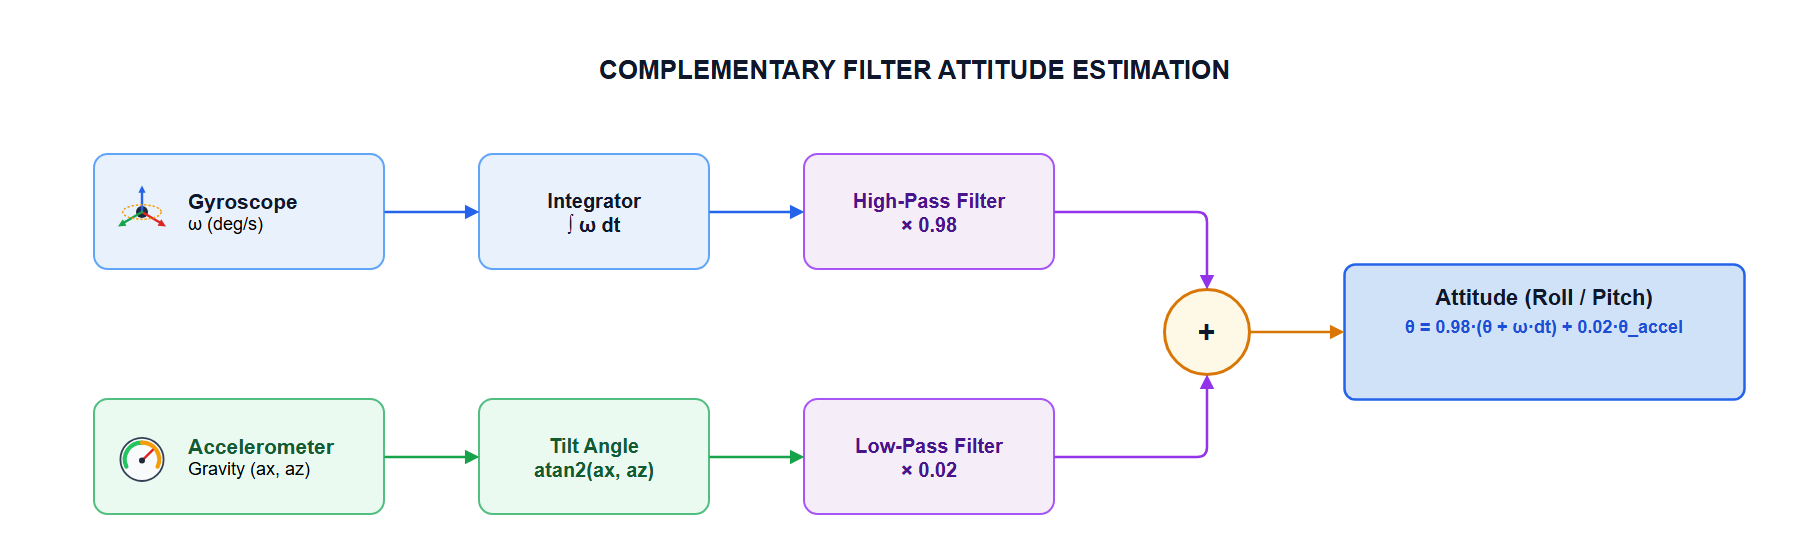 COMPLEMENTARY FILTER ATTITUDE ESTIMATION
Gyroscope
ω (deg/s)
Integrator
∫ ω dt
High-Pass Filter
× 0.98
+
Attitude (Roll / Pitch)
θ = 0.98·(θ + ω·dt) + 0.02·θ_accel
Accelerometer
Gravity (ax, az)
Tilt Angle
atan2(ax, az)
Low-Pass Filter
× 0.02